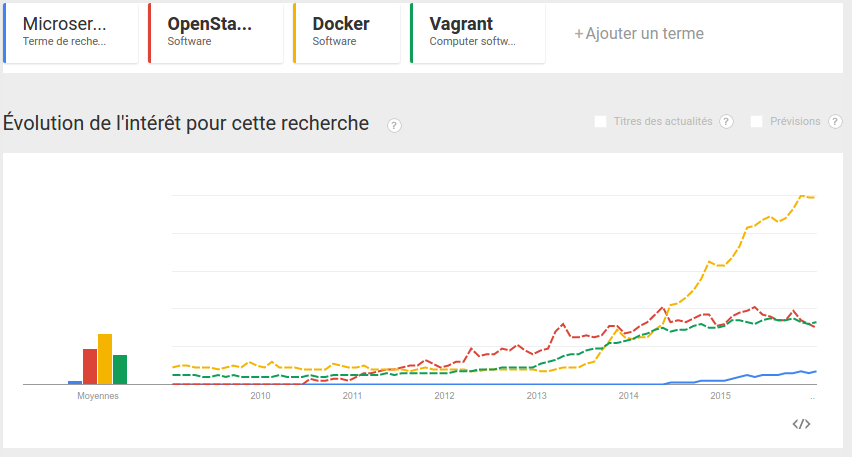 Microser...
Terme de reche...
OpenSta...
Software
Docker
Software
Vagrant
Computer softw...
+ Ajouter un terme
Évolution de l'intérêt pour cette recherche ?
Titres des actualités ?
Prévisions ?
Moyennes
2010
2011
2012
2013
2014
2015
..
</>